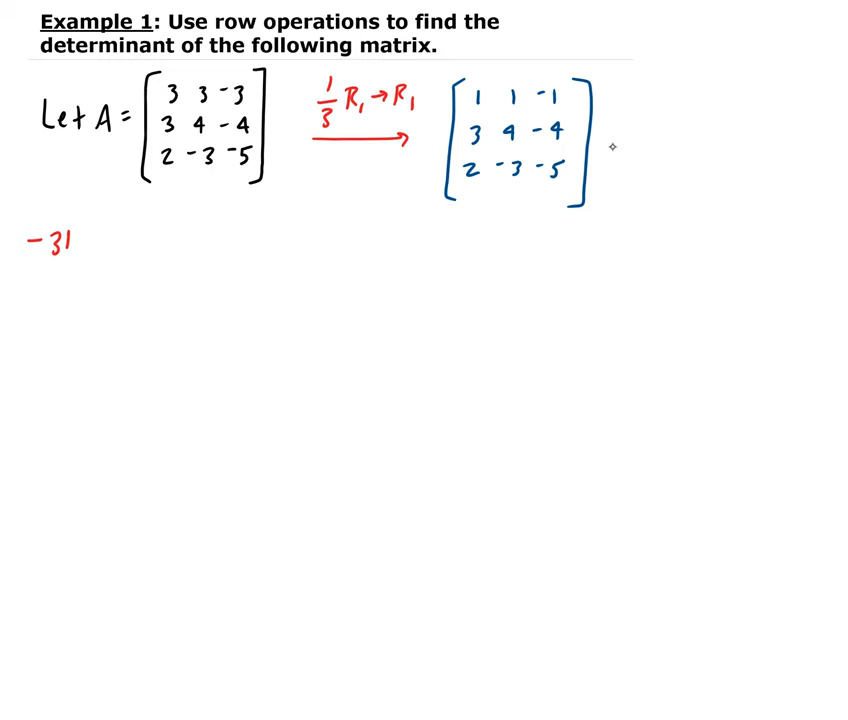 Example 1: Use row operations to find the
determinant of the following matrix.
Let A = [ 3 3 -3
3 4 -4
2 -3 -5 ]
1/3 R₁ → R₁
[ 1 1 -1
3 4 -4
2 -3 -5 ]
-3R